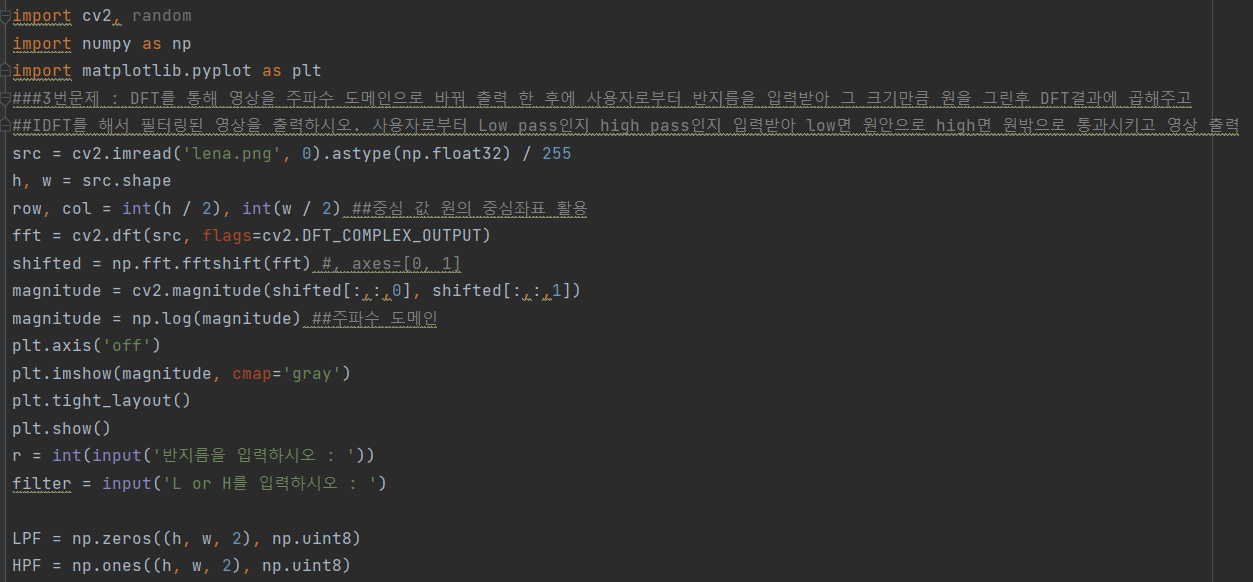 import cv2, random
import numpy as np
import matplotlib.pyplot as plt
###3번문제 : DFT를 통해 영상을 주파수 도메인으로 바꿔 출력 한 후에 사용자로부터 반지름을 입력받아 그 크기만큼 원을 그린후 DFT결과에 곱해주고
##IDFT를 해서 필터링된 영상을 출력하시오. 사용자로부터 Low pass인지 high pass인지 입력받아 low면 원안으로 high면 원밖으로 통과시키고 영상 출력
src = cv2.imread('lena.png', 0).astype(np.float32) / 255
h, w = src.shape
row, col = int(h / 2), int(w / 2) ##중심 값 원의 중심좌표 활용
fft = cv2.dft(src, flags=cv2.DFT_COMPLEX_OUTPUT)
shifted = np.fft.fftshift(fft) #, axes=[0, 1]
magnitude = cv2.magnitude(shifted[:,:,0], shifted[:,:,1])
magnitude = np.log(magnitude) ##주파수 도메인
plt.axis('off')
plt.imshow(magnitude, cmap='gray')
plt.tight_layout()
plt.show()
r = int(input('반지름을 입력하시오 : '))
filter = input('L or H를 입력하시오 : ')
LPF = np.zeros((h, w, 2), np.uint8)
HPF = np.ones((h, w, 2), np.uint8)